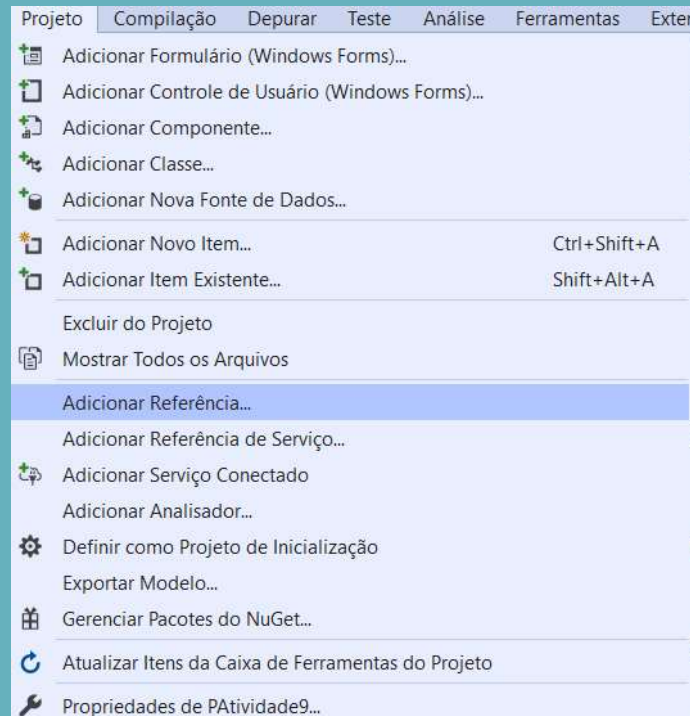 Projeto Compilação Depurar Teste Análise Ferramentas Exter
Adicionar Formulário (Windows Forms)...
Adicionar Controle de Usuário (Windows Forms)...
Adicionar Componente...
Adicionar Classe...
Adicionar Nova Fonte de Dados...
Adicionar Novo Item... Ctrl+Shift+A
Adicionar Item Existente... Shift+Alt+A
Excluir do Projeto
Mostrar Todos os Arquivos
Adicionar Referência...
Adicionar Referência de Serviço...
Adicionar Serviço Conectado
Adicionar Analisador...
Definir como Projeto de Inicialização
Exportar Modelo...
Gerenciar Pacotes do NuGet...
Atualizar Itens da Caixa de Ferramentas do Projeto
Propriedades de PAtividade9...